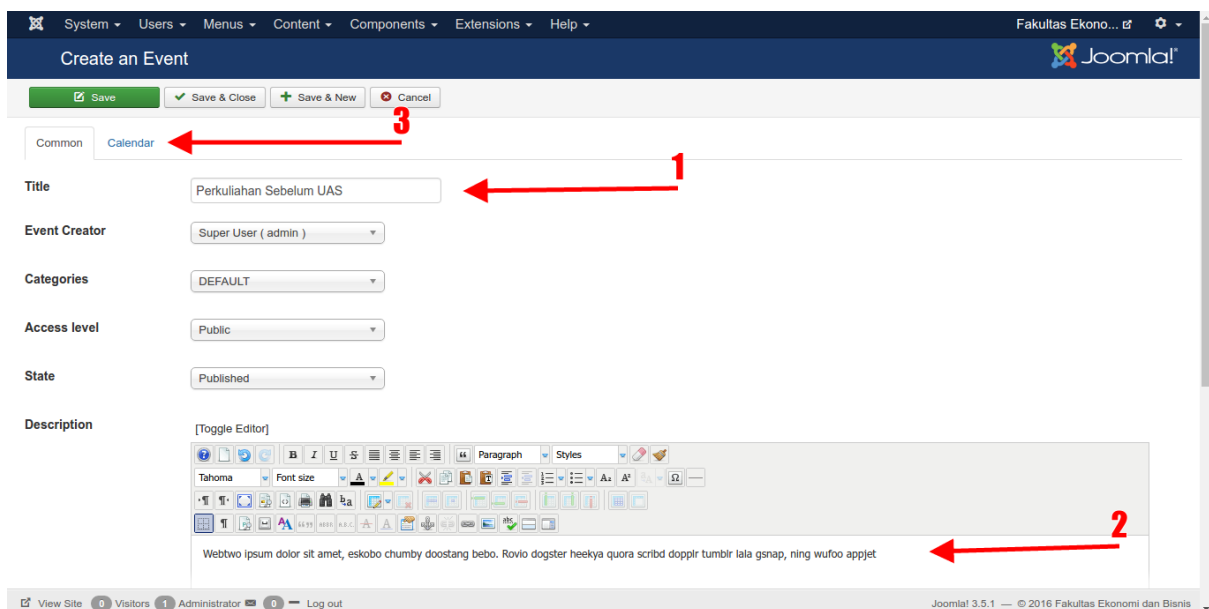 System Users Menus Content Components Extensions Help Fakultas Ekono...
Create an Event Joomla!
Save Save & Close Save & New Cancel
3
Common Calendar
1
Title Perkuliahan Sebelum UAS
Event Creator Super User ( admin )
Categories DEFAULT
Access level Public
State Published
Description [Toggle Editor]
B I U S Paragraph Styles
Tahoma Font size A
2
Webtwo ipsum dolor sit amet, eskobo chumby doostang bebo. Rovio dogster heekya quora scribd dopplr tumblr lala gsnap, ning wufoo appjet
View Site 0 Visitors 1 Administrator 0 Log out Joomla! 3.5.1 — © 2016 Fakultas Ekonomi dan Bisnis